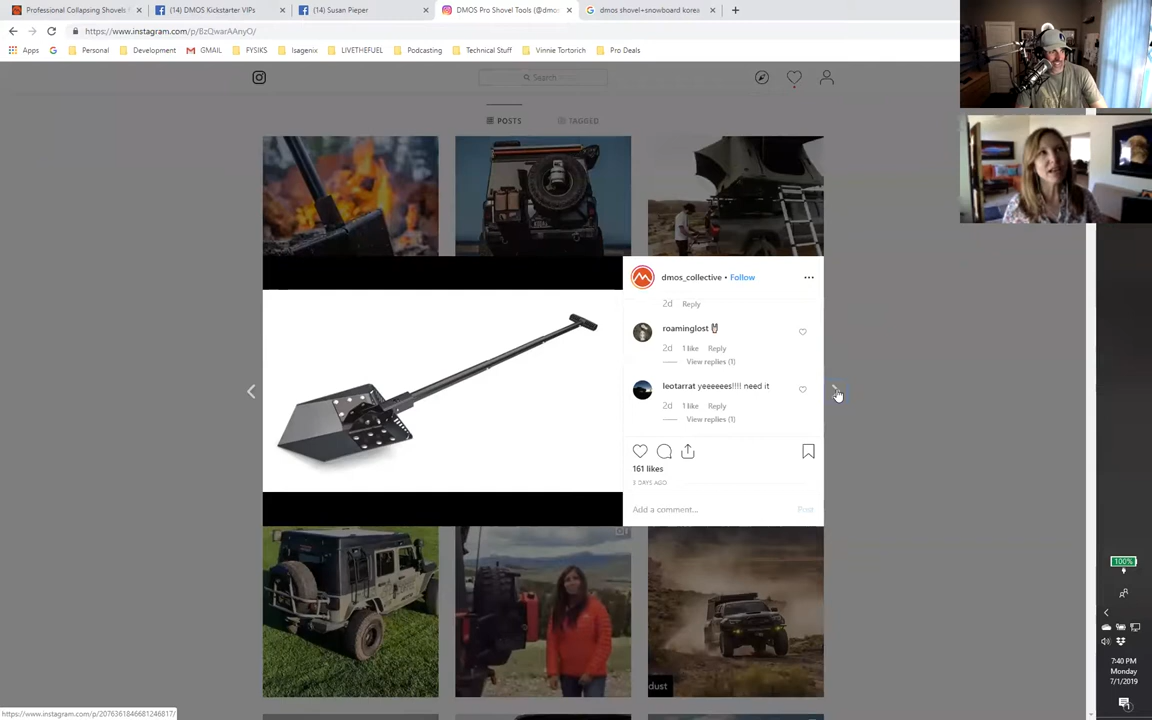 Professional Collapsing Shovels
(14) DMOS Kickstarter VIPs
(14) Susan Pieper
DMOS Pro Shovel Tools (@dmos
dmos shovel+snowboard korea
https://www.instagram.com/p/BzQwarAAnyO/
Apps
Personal
Development
GMAIL
FYSIKS
Isagenix
LIVETHEFUEL
Podcasting
Technical Stuff
Vinnie Tortorich
Pro Deals
Search
POSTS
TAGGED
dmos_collective • Follow
2d Reply
roaminglost
2d 1 like Reply
View replies (1)
leotarrat yeeeeees!!!! need it
2d 1 like Reply
View replies (1)
161 likes
3 DAYS AGO
Add a comment...
Post
dust
100%
7:40 PM
Monday
7/1/2019
https://www.instagram.com/p/2076361846681246817/